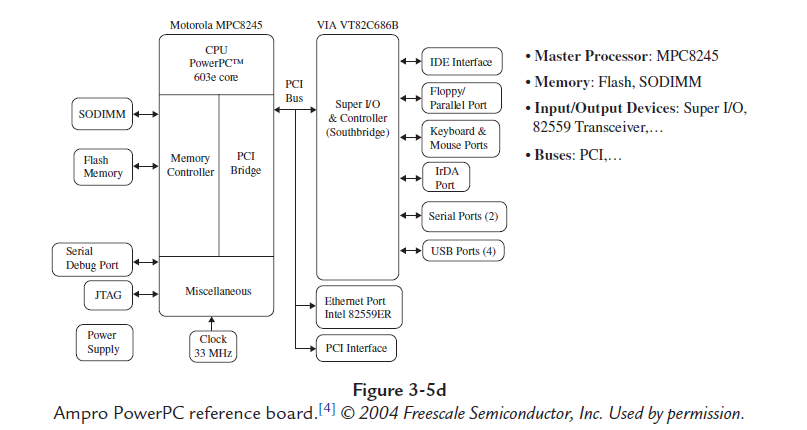 Motorola MPC8245
VIA VT82C686B
CPU
PowerPC™
603e core
PCI
Bus
SODIMM
Flash
Memory
Memory
Controller
PCI
Bridge
Super I/O
& Controller
(Southbridge)
IDE Interface
Floppy/
Parallel Port
Keyboard &
Mouse Ports
IrDA
Port
Serial Ports (2)
USB Ports (4)
Serial
Debug Port
JTAG
Miscellaneous
Power
Supply
Clock
33 MHz
Ethernet Port
Intel 82559ER
PCI Interface
• Master Processor: MPC8245
• Memory: Flash, SODIMM
• Input/Output Devices: Super I/O,
82559 Transceiver,…
• Buses: PCI,…
Figure 3-5d
Ampro PowerPC reference board.[4] © 2004 Freescale Semiconductor, Inc. Used by permission.